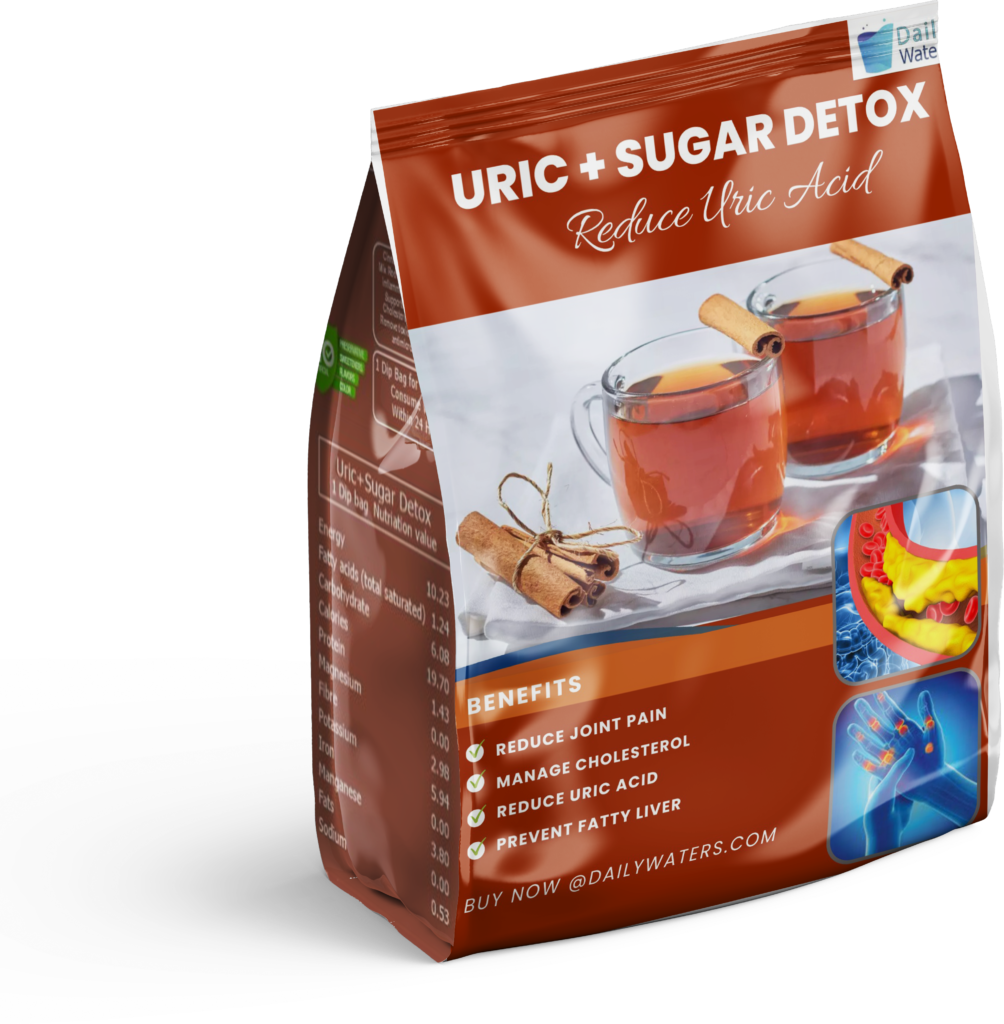 Dail
Wate
URIC + SUGAR DETOX
Reduce Uric Acid
BENEFITS
REDUCE JOINT PAIN
MANAGE CHOLESTEROL
REDUCE URIC ACID
PREVENT FATTY LIVER
BUY NOW @DAILYWATERS.COM
1 Dip Bag for
Consume
Within 24 H
Uric+Sugar Detox
1 Dip bag Nutriation value
Energy 10.23
Fatty acids (total saturated) 1.24
Carbohydrate 6.08
Calories 19.70
Protein 1.43
Magnesium 0.00
Fibre 2.98
Potassium 5.94
Iron 0.00
Manganese 3.80
Fats 0.00
Sodium 0.53